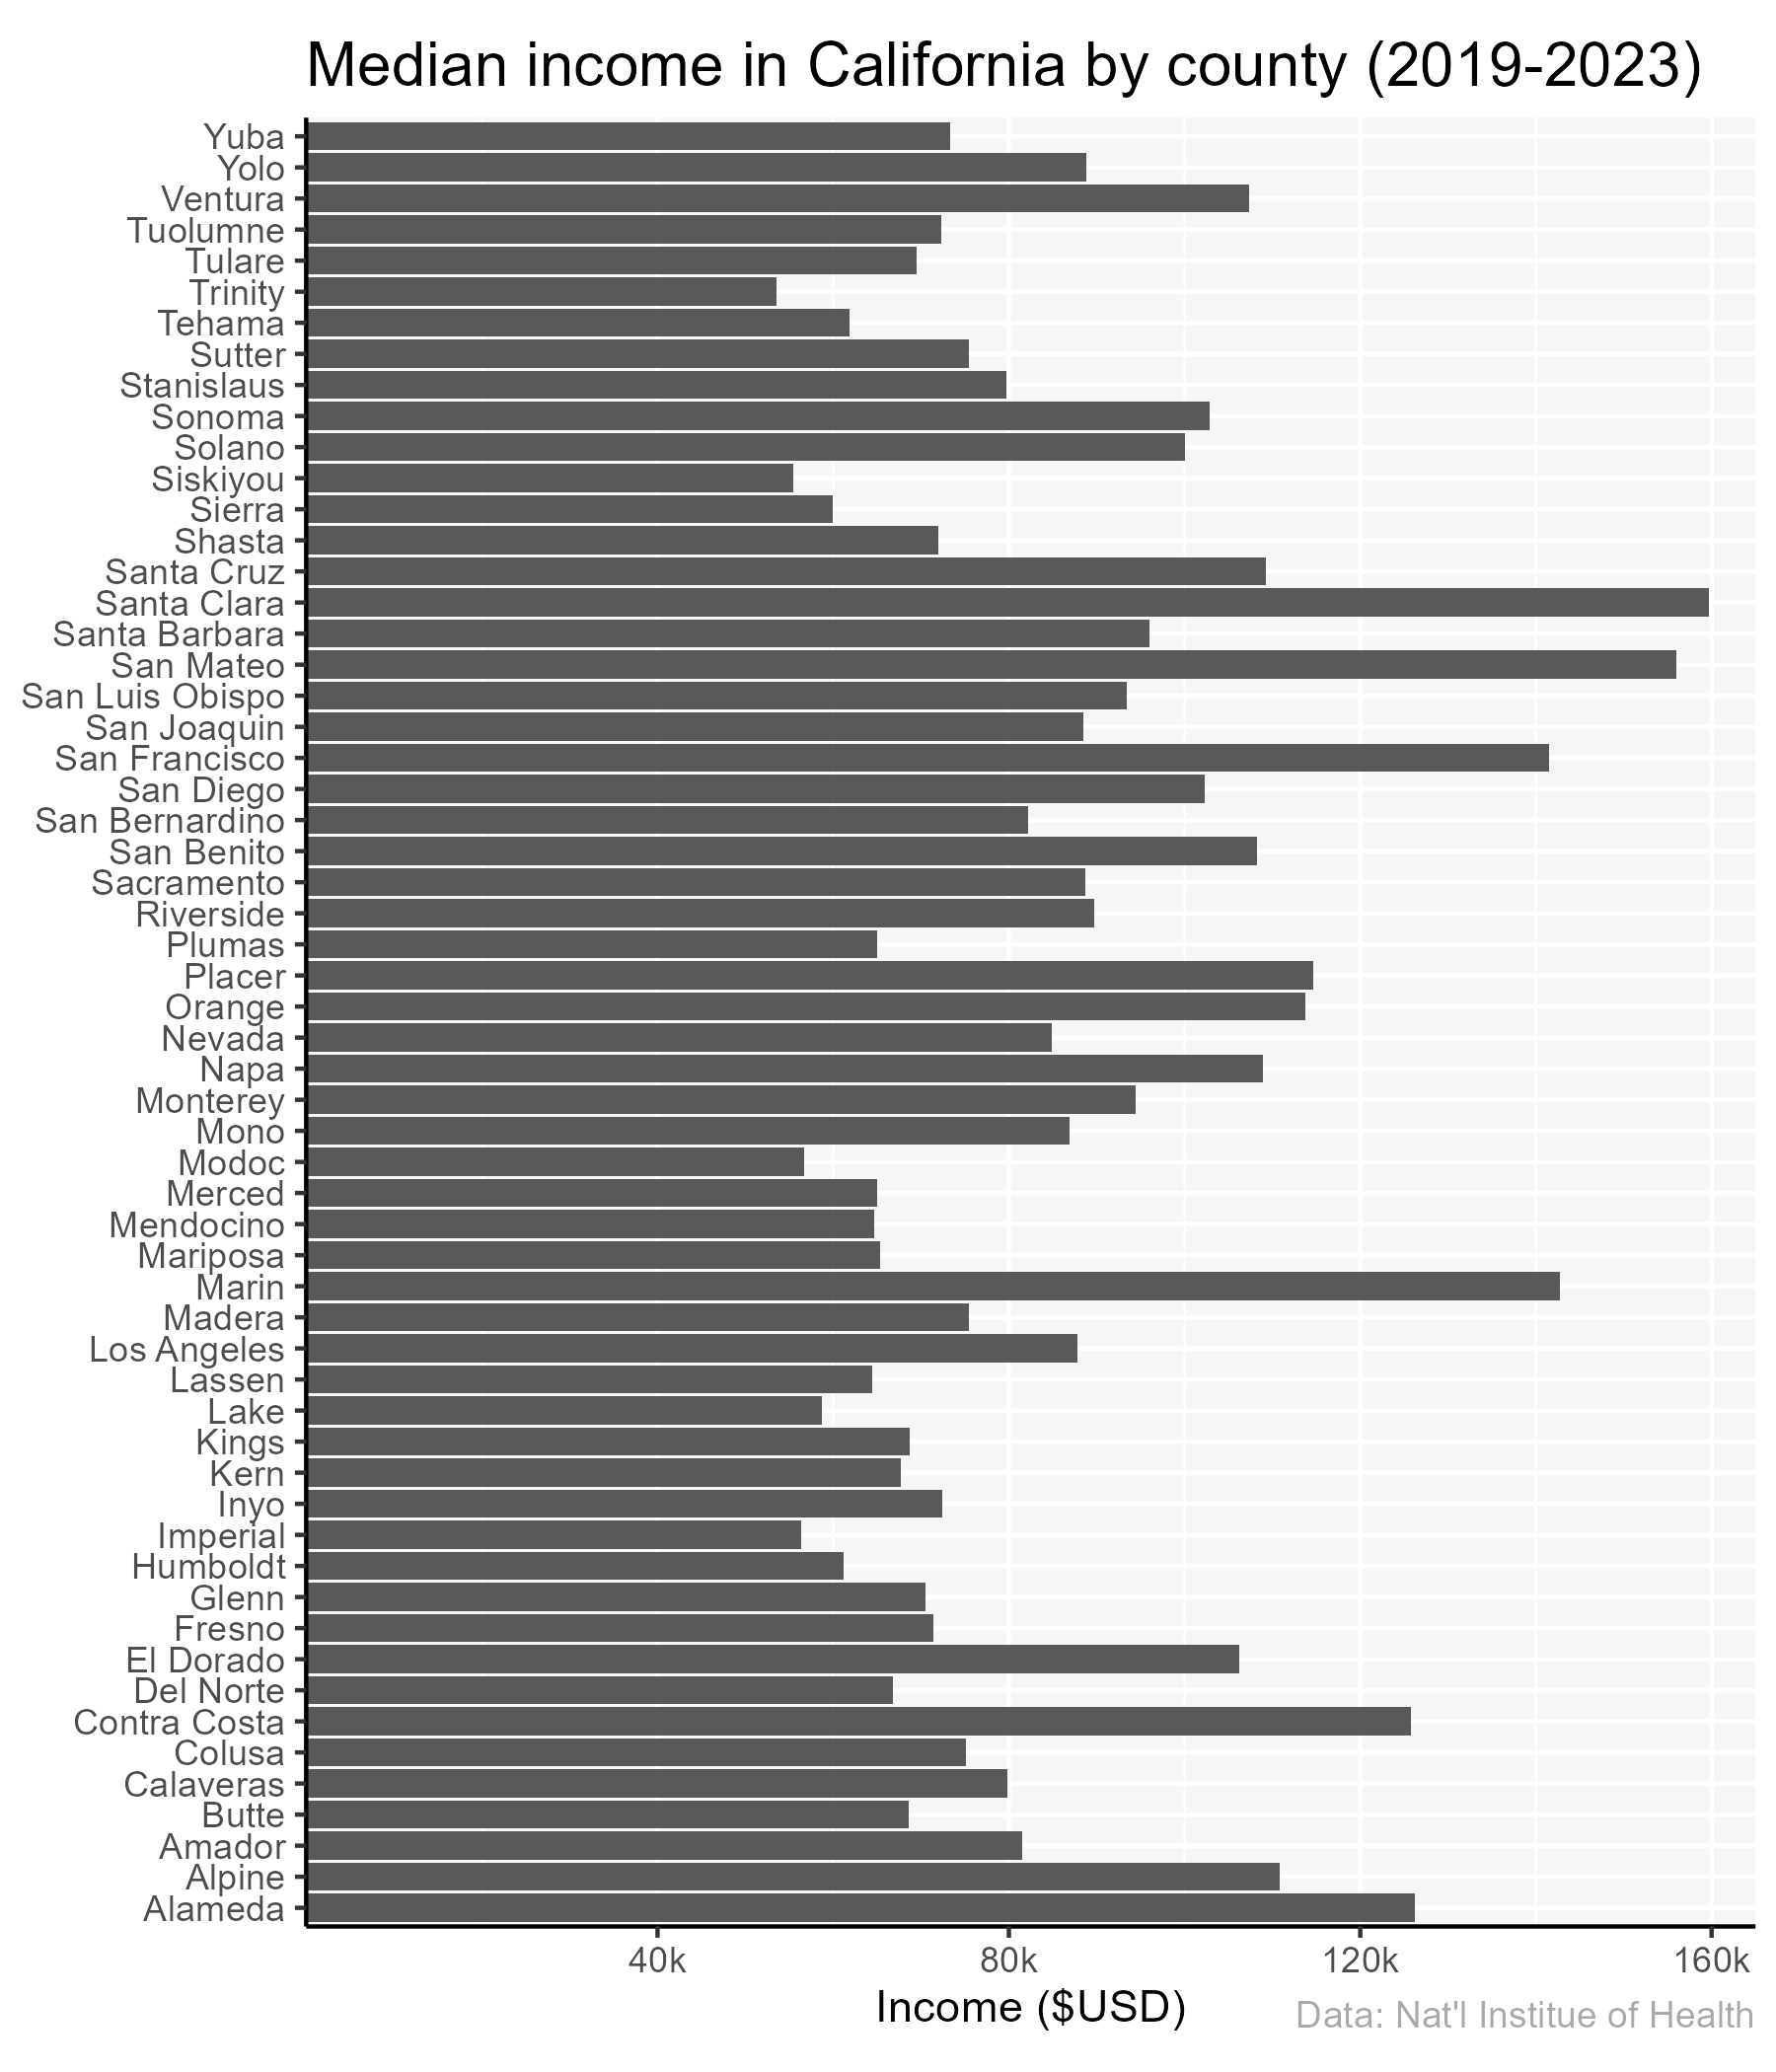 Median income in California by county (2019-2023)
Yuba
Yolo
Ventura
Tuolumne
Tulare
Trinity
Tehama
Sutter
Stanislaus
Sonoma
Solano
Siskiyou
Sierra
Shasta
Santa Cruz
Santa Clara
Santa Barbara
San Mateo
San Luis Obispo
San Joaquin
San Francisco
San Diego
San Bernardino
San Benito
Sacramento
Riverside
Plumas
Placer
Orange
Nevada
Napa
Monterey
Mono
Modoc
Merced
Mendocino
Mariposa
Marin
Madera
Los Angeles
Lassen
Lake
Kings
Kern
Inyo
Imperial
Humboldt
Glenn
Fresno
El Dorado
Del Norte
Contra Costa
Colusa
Calaveras
Butte
Amador
Alpine
Alameda
40k 80k 120k 160k
Income ($USD)
Data: Nat'l Institue of Health